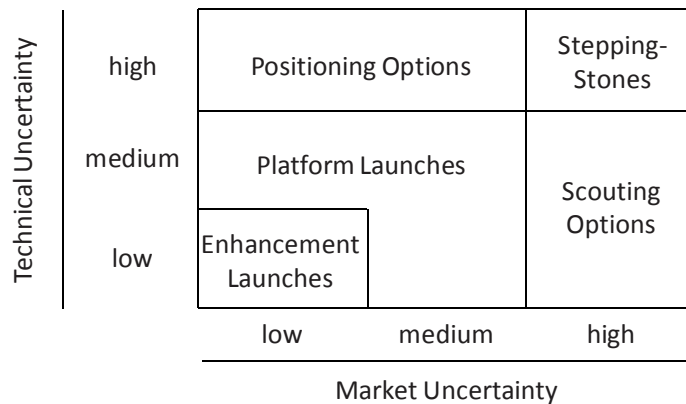 Technical Uncertainty
high
Positioning Options
Stepping-
Stones
medium
Platform Launches
Scouting
Options
low
Enhancement
Launches
low
medium
high
Market Uncertainty